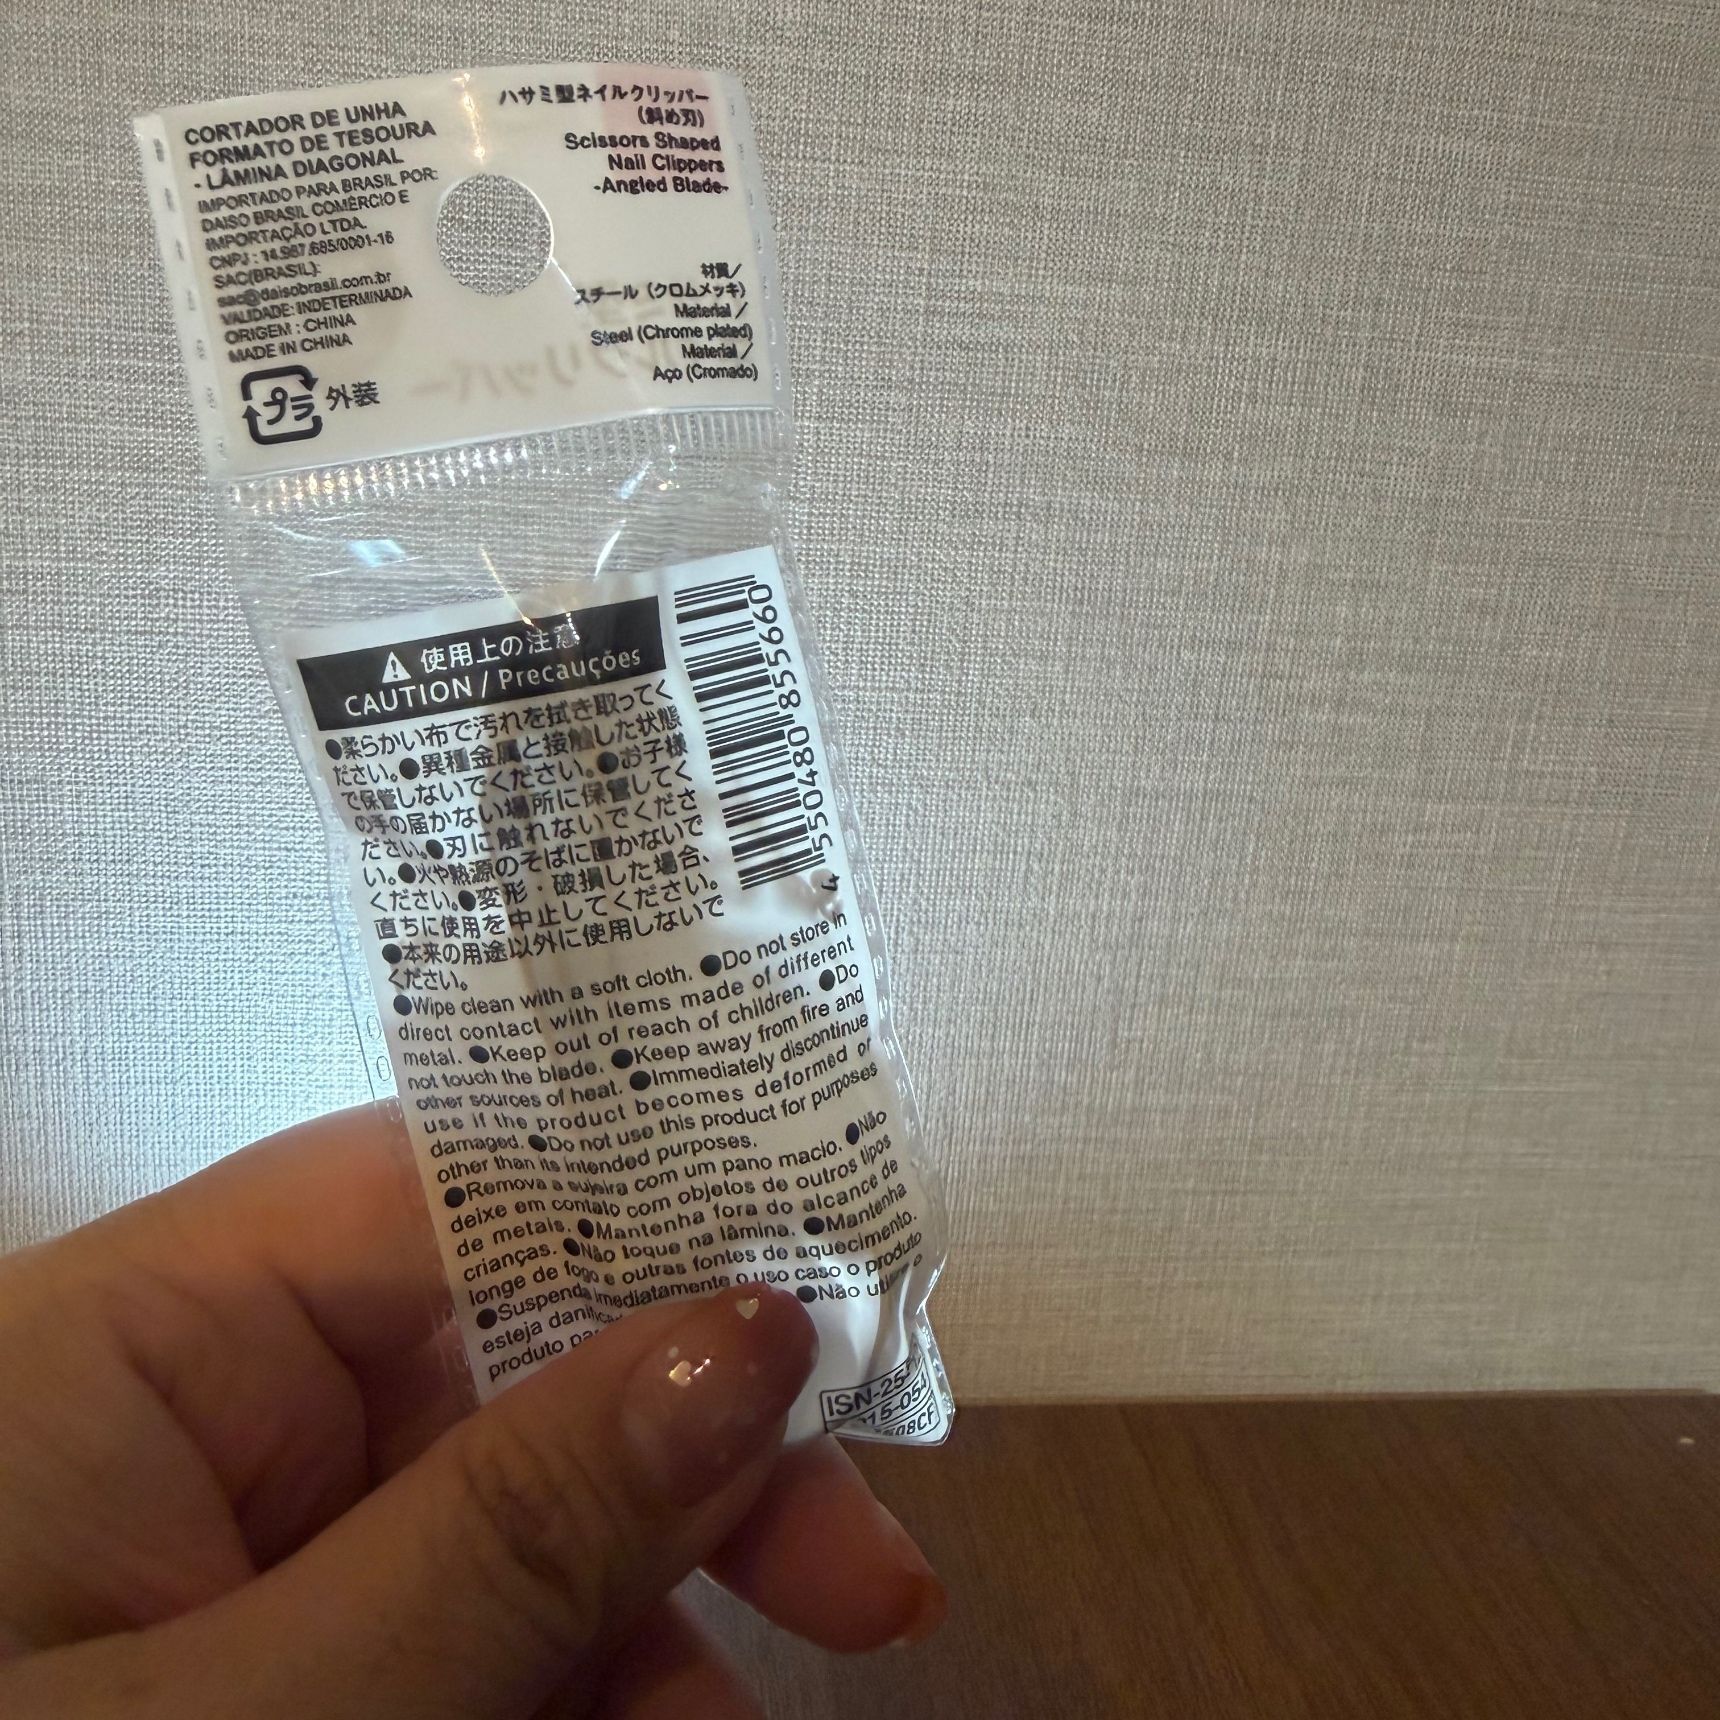 CORTADOR DE UNHA
FORMATO DE TESOURA
- LÂMINA DIAGONAL
IMPORTADO PARA BRASIL POR:
DAISO BRASIL COMÉRCIO E
IMPORTAÇÃO LTDA.
CNPJ : 14.967.685/0001-16
SAC(BRASIL):
sac@daisobrasil.com.br
VALIDADE: INDETERMINADA
ORIGEM : CHINA
MADE IN CHINA
プラ 外装
ハサミ型ネイルクリッパー
(斜め刃)
Scissors Shaped
Nail Clippers
-Angled Blade-
材質／
スチール（クロムメッキ）
Material／
Steel (Chrome plated)
Material／
Aço (Cromado)
使用上の注意
CAUTION / Precauções
●柔らかい布で汚れを拭き取ってく
ださい。●異種金属と接触した状態
で保管しないでください。●お子様
の手の届かない場所に保管してく
ださい。●刃に触れないでくださ
い。●火や熱源のそばに置かないで
ください。●変形・破損した場合、
直ちに使用を中止してください。
●本来の用途以外に使用しないで
ください。
●Wipe clean with a soft cloth. ●Do not store in
direct contact with items made of different
metal. ●Keep out of reach of children. ●Do
not touch the blade. ●Keep away from fire and
other sources of heat. ●Immediately discontinue
use if the product becomes deformed or
damaged. ●Do not use this product for purposes
other than its intended purposes.
●Remova a sujeira com um pano macio. ●Não
deixe em contato com objetos de outros tipos
de metais. ●Mantenha fora do alcance de
crianças. ●Não toque na lâmina. ●Mantenha
longe de fogo e outras fontes de aquecimento.
●Suspenda imediatamente o uso caso o produto
esteja ●Não utilize o
produto
4 550480 855660
ISN-25
15-054
08CF